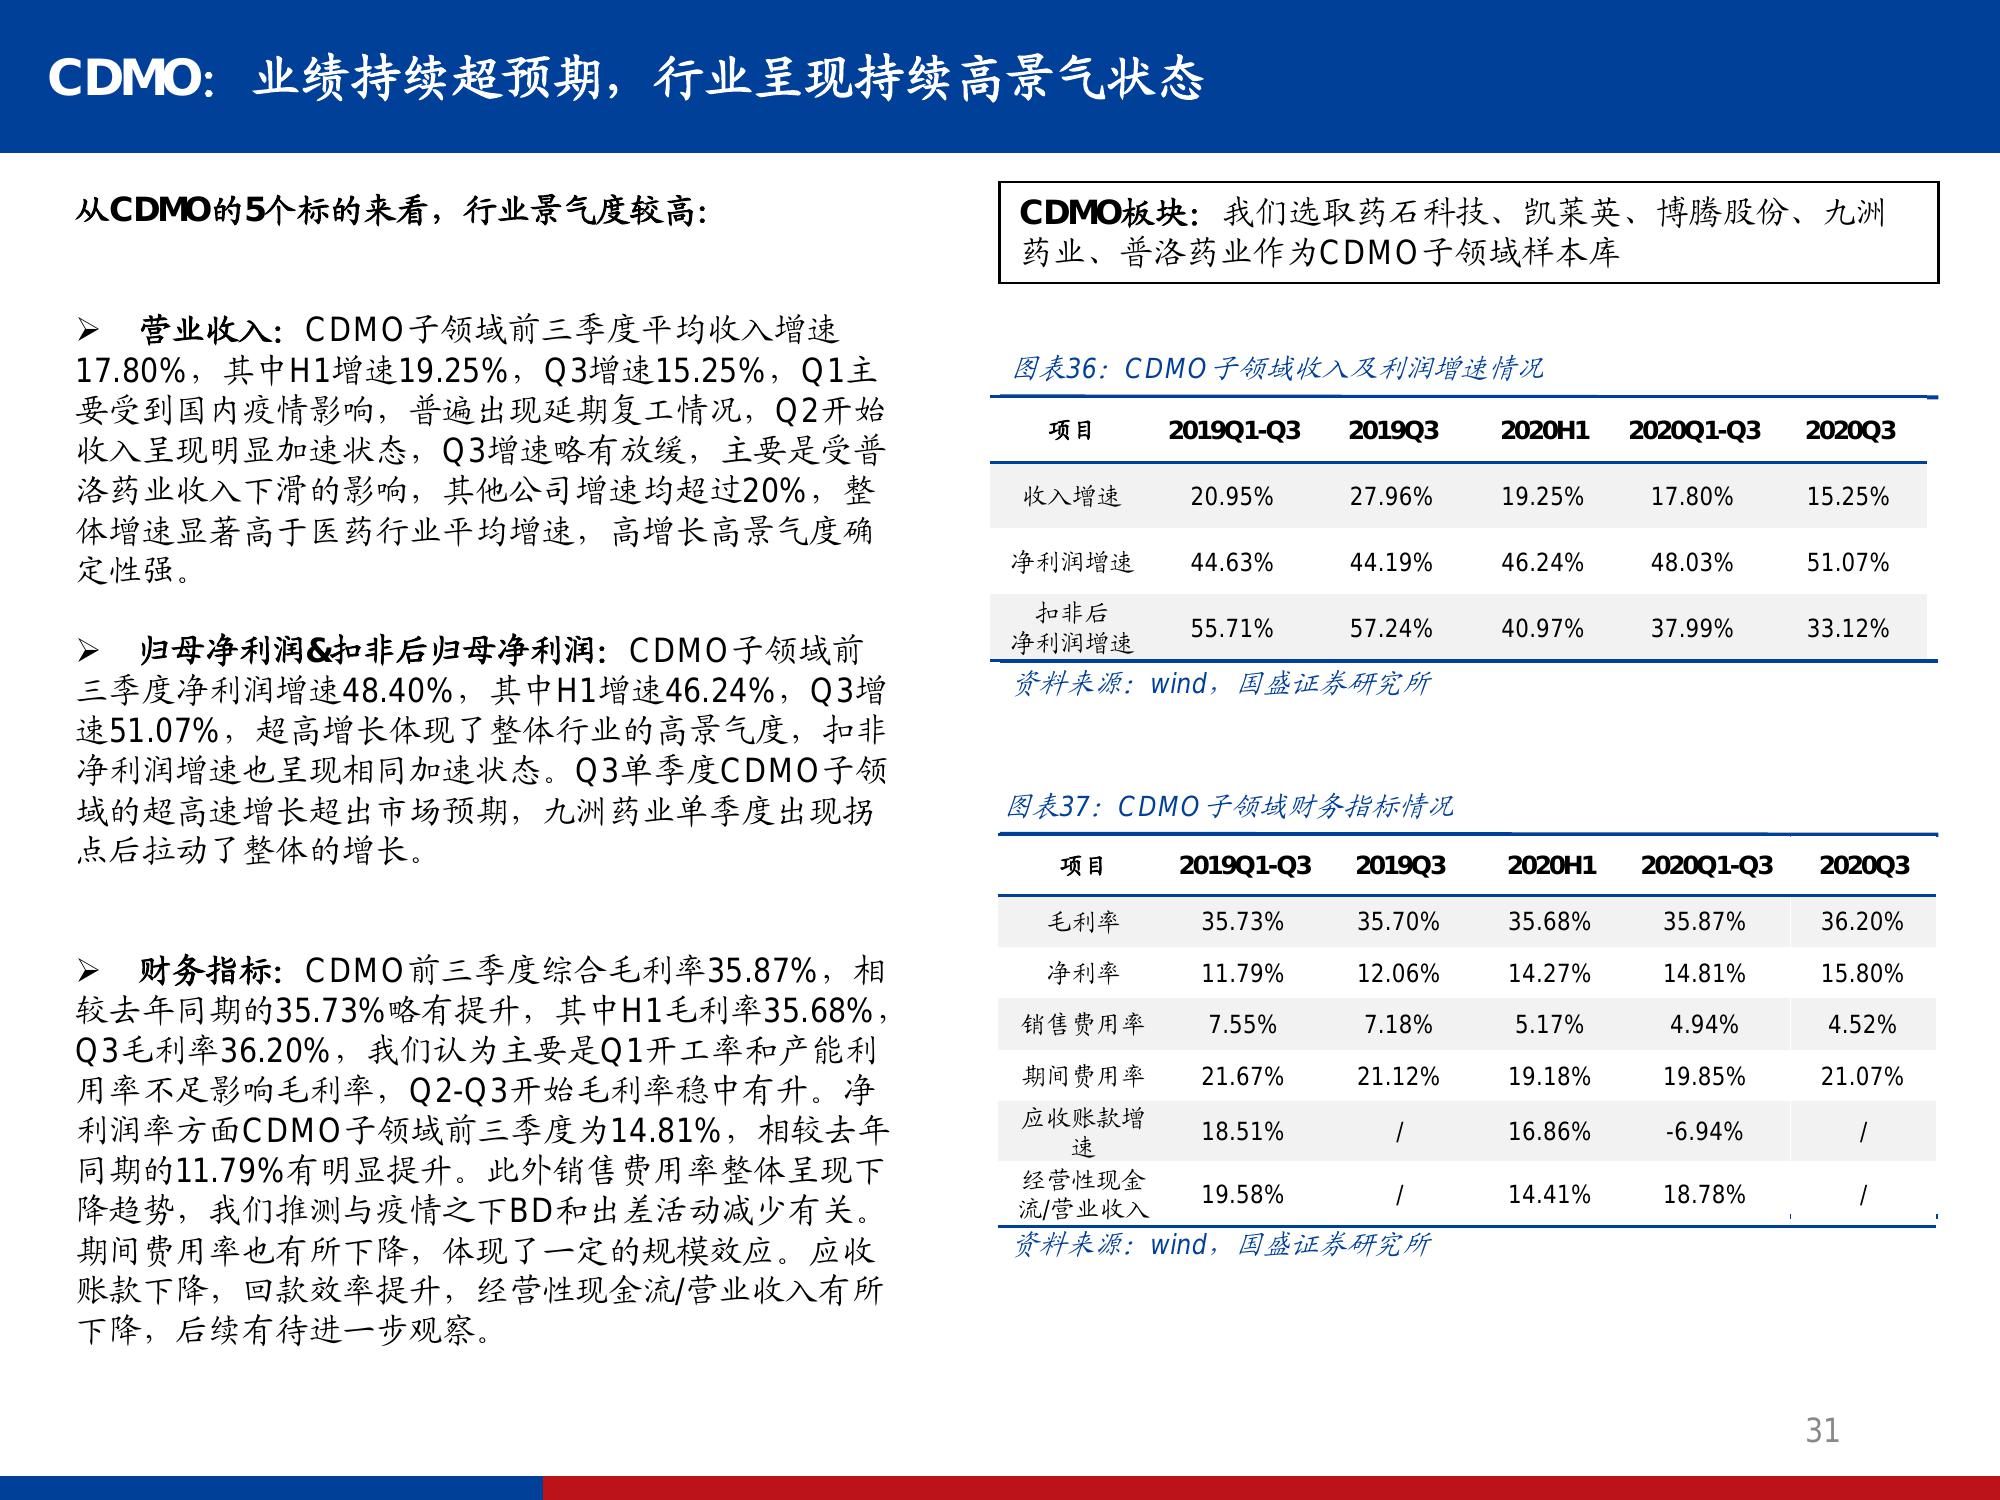 CDMO：业绩持续超预期，行业呈现持续高景气状态
从CDMO的5个标的来看，行业景气度较高：
➢ 营业收入：CDMO子领域前三季度平均收入增速
17.80%，其中H1增速19.25%，Q3增速15.25%，Q1主
要受到国内疫情影响，普遍出现延期复工情况，Q2开始
收入呈现明显加速状态，Q3增速略有放缓，主要是受普
洛药业收入下滑的影响，其他公司增速均超过20%，整
体增速显著高于医药行业平均增速，高增长高景气度确
定性强。
➢ 归母净利润&扣非后归母净利润：CDMO子领域前
三季度净利润增速48.40%，其中H1增速46.24%，Q3增
速51.07%，超高增长体现了整体行业的高景气度，扣非
净利润增速也呈现相同加速状态。Q3单季度CDMO子领
域的超高速增长超出市场预期，九洲药业单季度出现拐
点后拉动了整体的增长。
➢ 财务指标：CDMO前三季度综合毛利率35.87%，相
较去年同期的35.73%略有提升，其中H1毛利率35.68%，
Q3毛利率36.20%，我们认为主要是Q1开工率和产能利
用率不足影响毛利率，Q2-Q3开始毛利率稳中有升。净
利润率方面CDMO子领域前三季度为14.81%，相较去年
同期的11.79%有明显提升。此外销售费用率整体呈现下
降趋势，我们推测与疫情之下BD和出差活动减少有关。
期间费用率也有所下降，体现了一定的规模效应。应收
账款下降，回款效率提升，经营性现金流/营业收入有所
下降，后续有待进一步观察。
CDMO板块：我们选取药石科技、凯莱英、博腾股份、九洲
药业、普洛药业作为CDMO子领域样本库
图表36：CDMO子领域收入及利润增速情况
项目 2019Q1-Q3 2019Q3 2020H1 2020Q1-Q3 2020Q3
收入增速 20.95% 27.96% 19.25% 17.80% 15.25%
净利润增速 44.63% 44.19% 46.24% 48.03% 51.07%
扣非后
净利润增速 55.71% 57.24% 40.97% 37.99% 33.12%
资料来源：wind，国盛证券研究所
图表37：CDMO子领域财务指标情况
项目 2019Q1-Q3 2019Q3 2020H1 2020Q1-Q3 2020Q3
毛利率 35.73% 35.70% 35.68% 35.87% 36.20%
净利率 11.79% 12.06% 14.27% 14.81% 15.80%
销售费用率 7.55% 7.18% 5.17% 4.94% 4.52%
期间费用率 21.67% 21.12% 19.18% 19.85% 21.07%
应收账款增
速 18.51% / 16.86% -6.94% /
经营性现金
流/营业收入 19.58% / 14.41% 18.78% /
资料来源：wind，国盛证券研究所
31